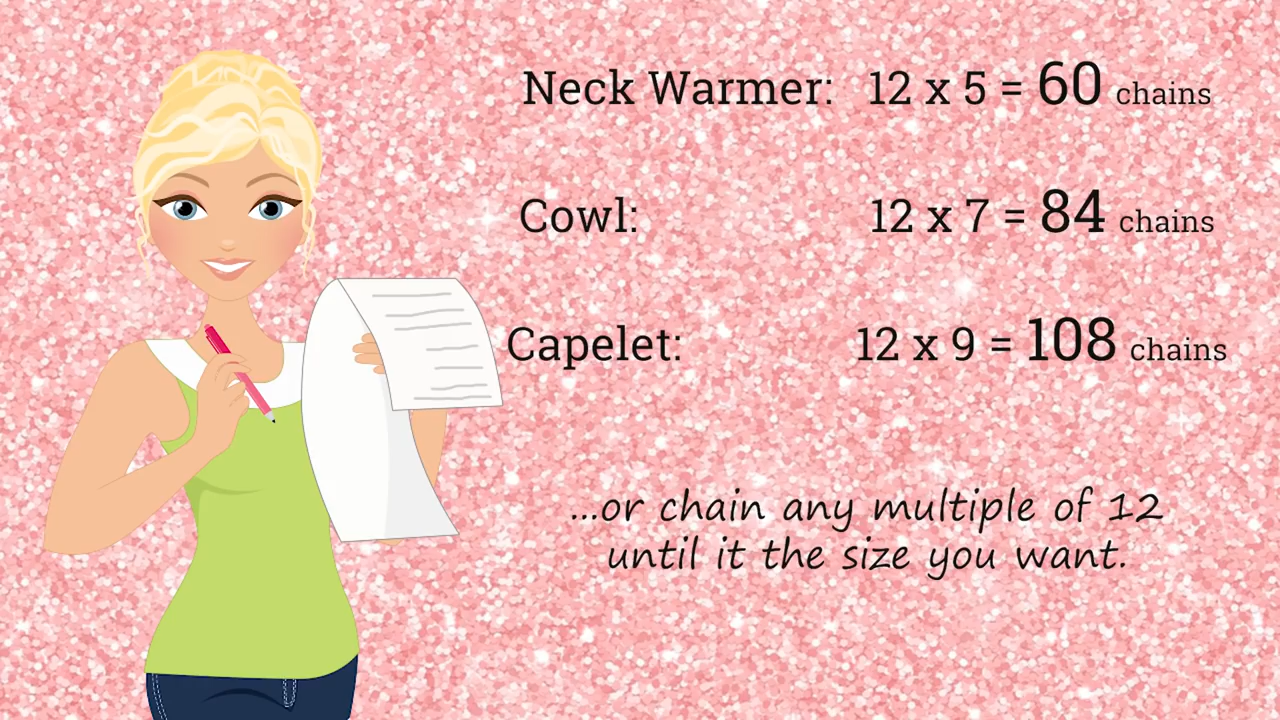 Neck Warmer: 12 x 5 = 60 chains
Cowl: 12 x 7 = 84 chains
Capelet: 12 x 9 = 108 chains
...or chain any multiple of 12
until it the size you want.